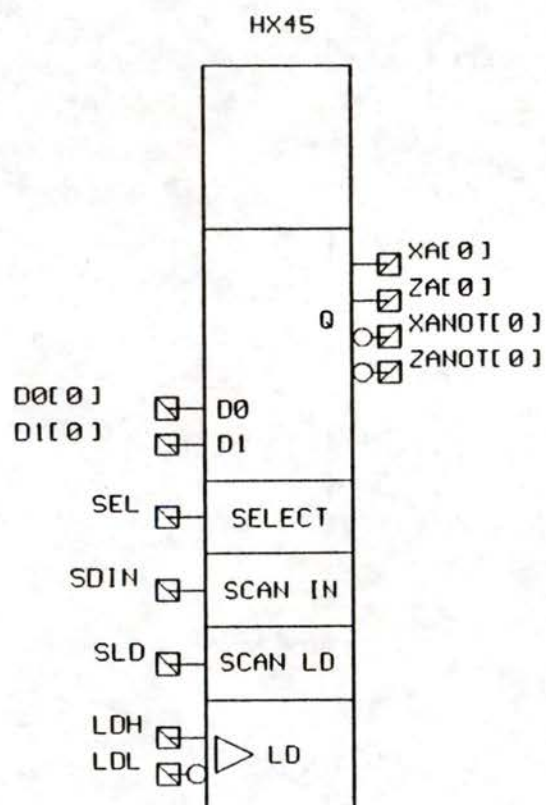 HX45
XA[0]
ZA[0]
Q
XANOT[0]
ZANOT[0]
D0[0]
D0
D1[0]
D1
SEL
SELECT
SDIN
SCAN IN
SLD
SCAN LD
LDH
LDL
LD